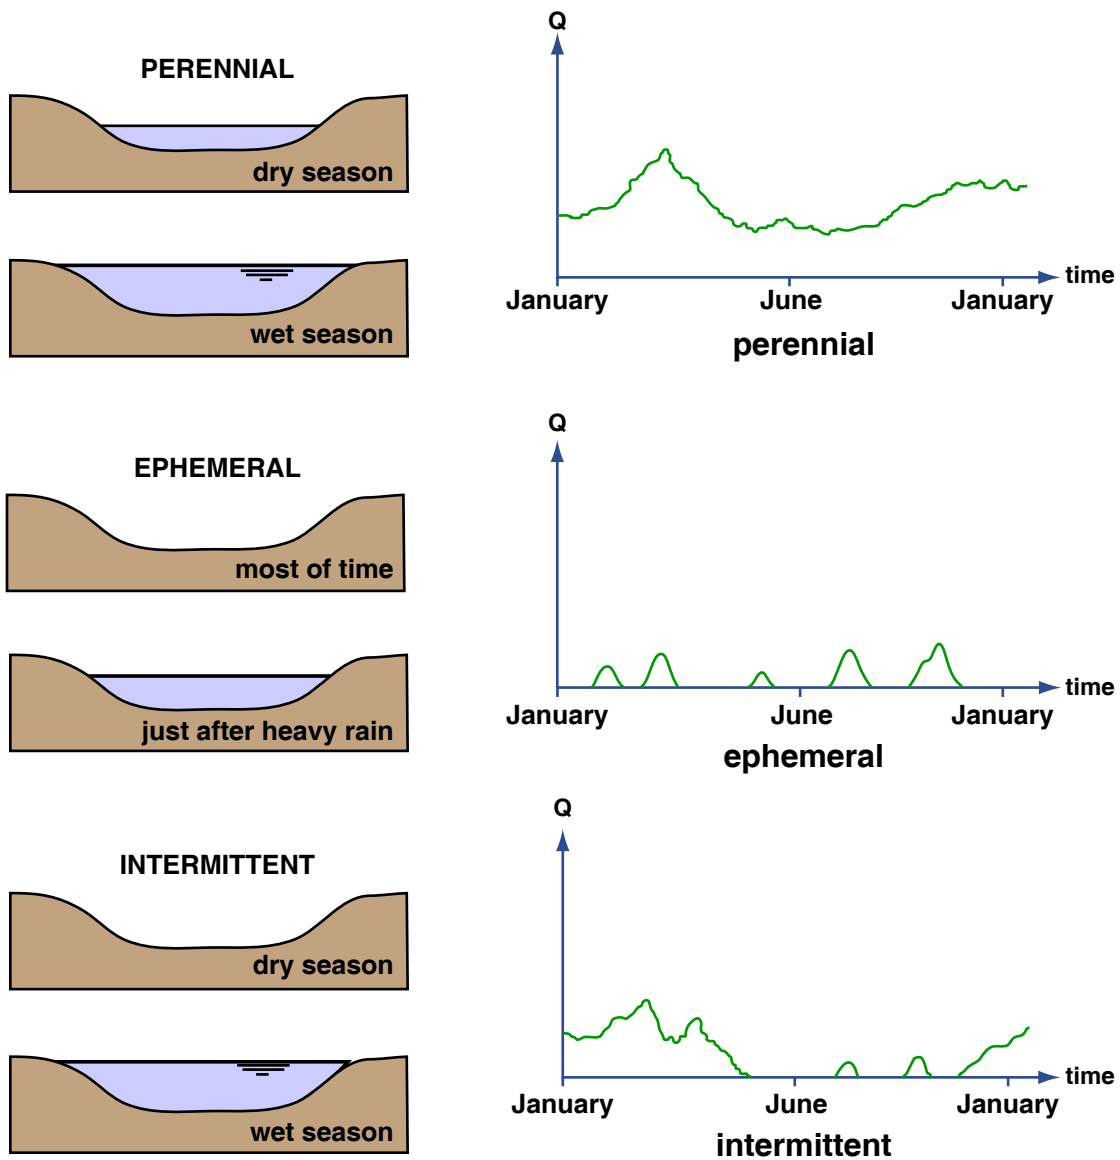 PERENNIAL
dry season
wet season
Q
time
January June January
perennial
EPHEMERAL
most of time
just after heavy rain
Q
time
January June January
ephemeral
INTERMITTENT
dry season
wet season
Q
time
January June January
intermittent